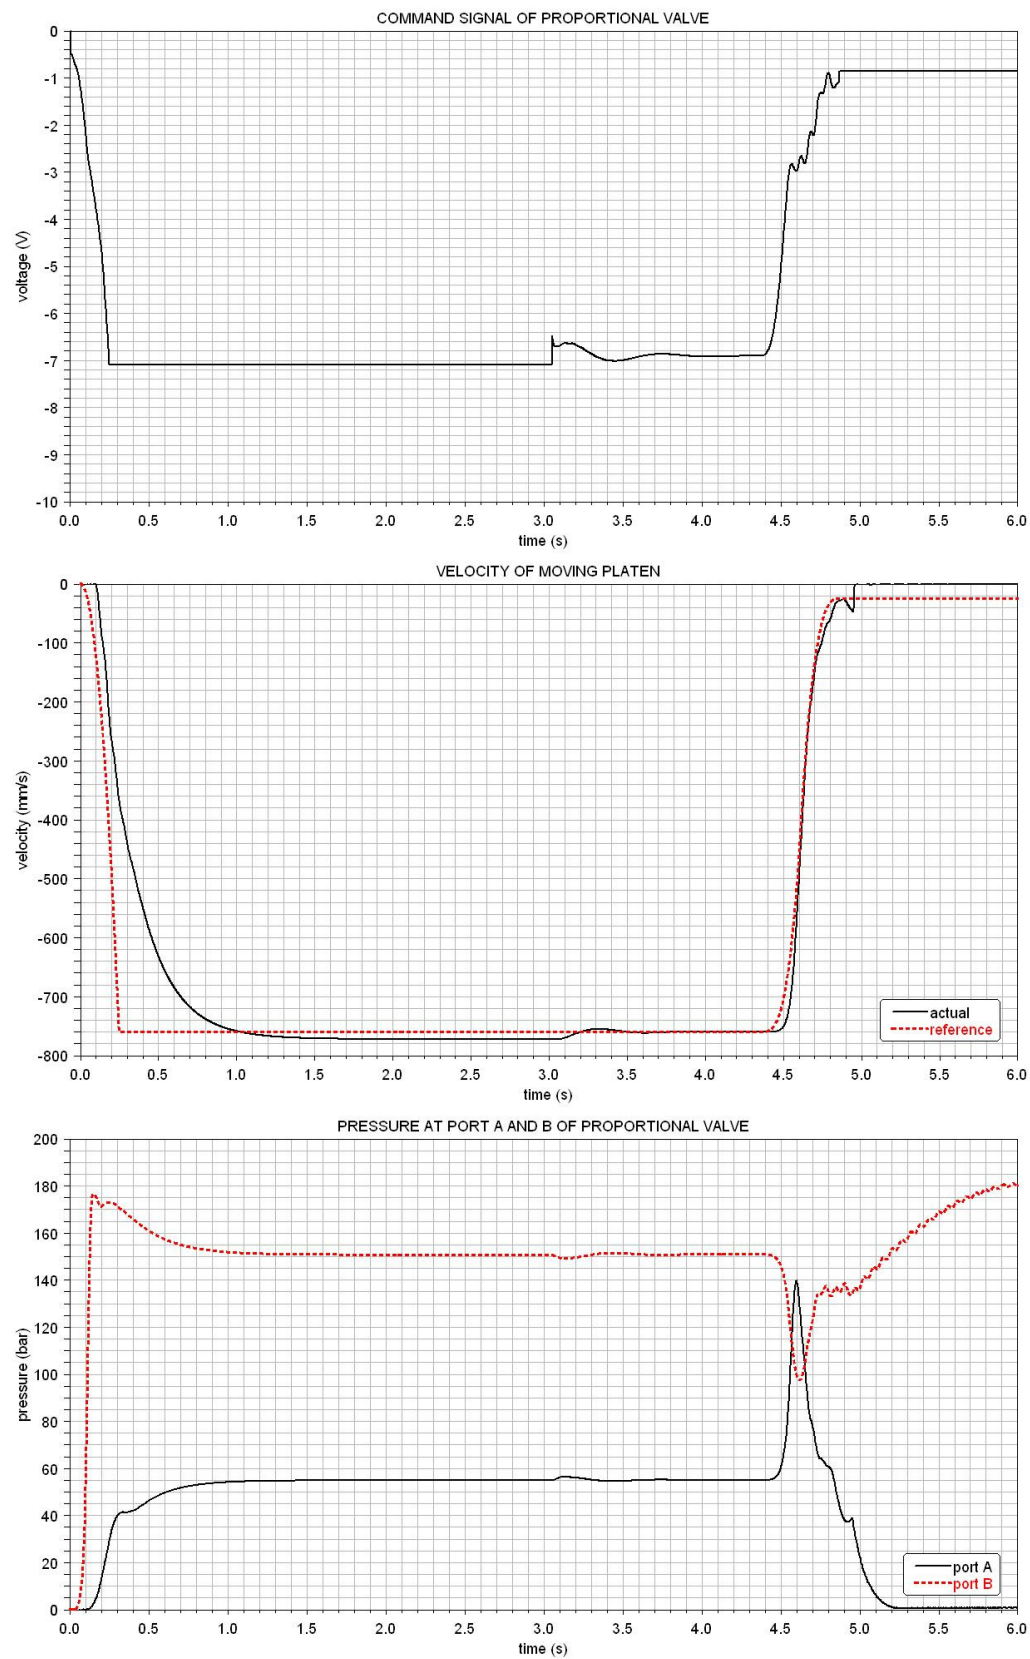 COMMAND SIGNAL OF PROPORTIONAL VALVE
0
-1
-2
-3
-4
-5
-6
-7
-8
-9
-10
voltage (V)
0.0 0.5 1.0 1.5 2.0 2.5 3.0 3.5 4.0 4.5 5.0 5.5 6.0
time (s)
VELOCITY OF MOVING PLATEN
0
-100
-200
-300
-400
-500
-600
-700
-800
velocity (mm/s)
actual
reference
0.0 0.5 1.0 1.5 2.0 2.5 3.0 3.5 4.0 4.5 5.0 5.5 6.0
time (s)
PRESSURE AT PORT A AND B OF PROPORTIONAL VALVE
200
180
160
140
120
100
80
60
40
20
0
pressure (bar)
port A
port B
0.0 0.5 1.0 1.5 2.0 2.5 3.0 3.5 4.0 4.5 5.0 5.5 6.0
time (s)